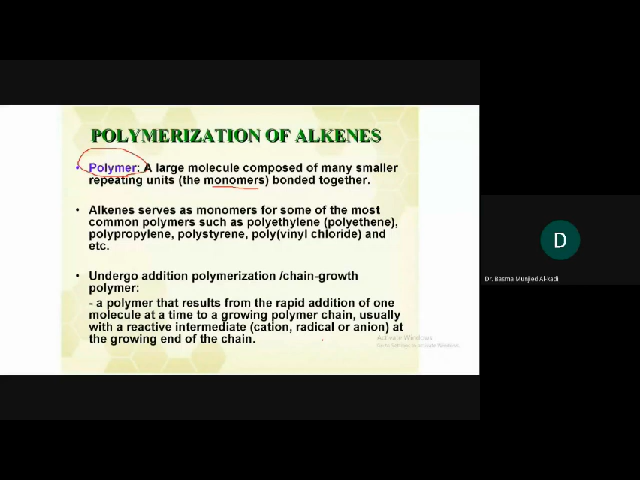 POLYMERIZATION OF ALKENES
• Polymer: A large molecule composed of many smaller
repeating units (the monomers) bonded together.
• Alkenes serves as monomers for some of the most
common polymers such as polyethylene (polyethene),
polypropylene, polystyrene, poly(vinyl chloride) and
etc.
• Undergo addition polymerization /chain-growth
polymer:
- a polymer that results from the rapid addition of one
molecule at a time to a growing polymer chain, usually
with a reactive intermediate (cation, radical or anion) at
the growing end of the chain.
Activate Windows
D
Dr. Basma Munjied Al-kadi